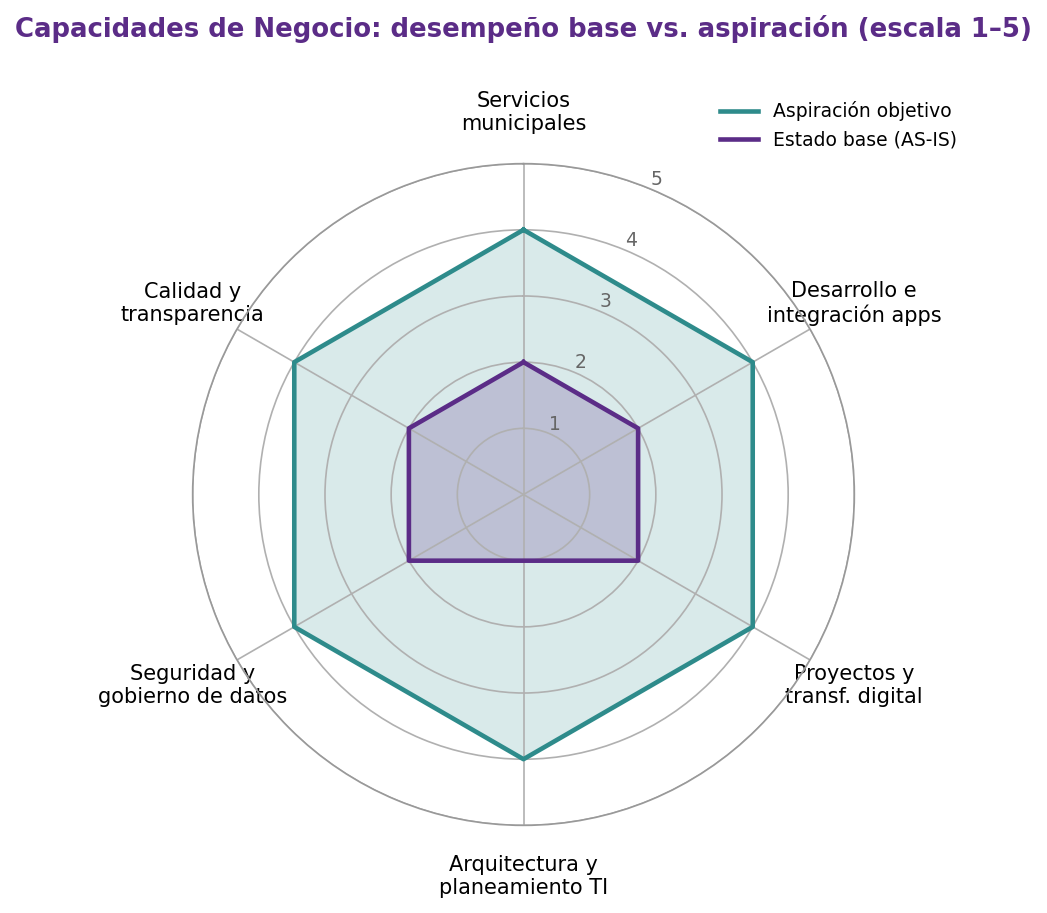 Capacidades de Negocio: desempeño base vs. aspiración (escala 1–5)
Servicios
municipales
Aspiración objetivo
Estado base (AS-IS)
5
4
3
2
1
Calidad y
transparencia
Desarrollo e
integración apps
Seguridad y
gobierno de datos
Proyectos y
transf. digital
Arquitectura y
planeamiento TI